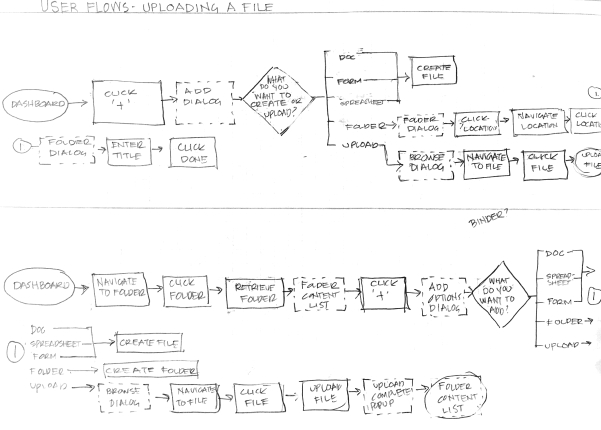 USER FLOWS - UPLOADING A FILE
DASHBOARD
CLICK
'+'
ADD
DIALOG
WHAT
DO YOU
WANT TO
CREATE OR
UPLOAD?
DOC
FORM
SPREADSHEET
CREATE
FILE
FOLDER
FOLDER
DIALOG
CLICK
LOCATION
NAVIGATE
LOCATION
CLICK
LOCATI
1
UPLOAD
BROWSE
DIALOG
NAVIGATE
TO FILE
CLICK
FILE
UPLOA
FILE
1
FOLDER
DIALOG
ENTER
TITLE
CLICK
DONE
BINDER?
DASHBOARD
NAVIGATE
TO FOLDER
CLICK
FOLDER
RETRIEVE
FOLDER
FOLDER
CONTENT
LIST
CLICK
'+'
ADD
OPTIONS
DIALOG
WHAT
DO YOU
WANT TO
ADD?
DOC
SPREAD-
SHEET
FORM
FOLDER
UPLOAD
1
1
DOC
SPREADSHEET
FORM
CREATE FILE
FOLDER
CREATE FOLDER
UPLOAD
BROWSE
DIALOG
NAVIGATE
TO FILE
CLICK
FILE
UPLOAD
FILE
UPLOAD
COMPLETE
POPUP
FOLDER
CONTENT
LIST